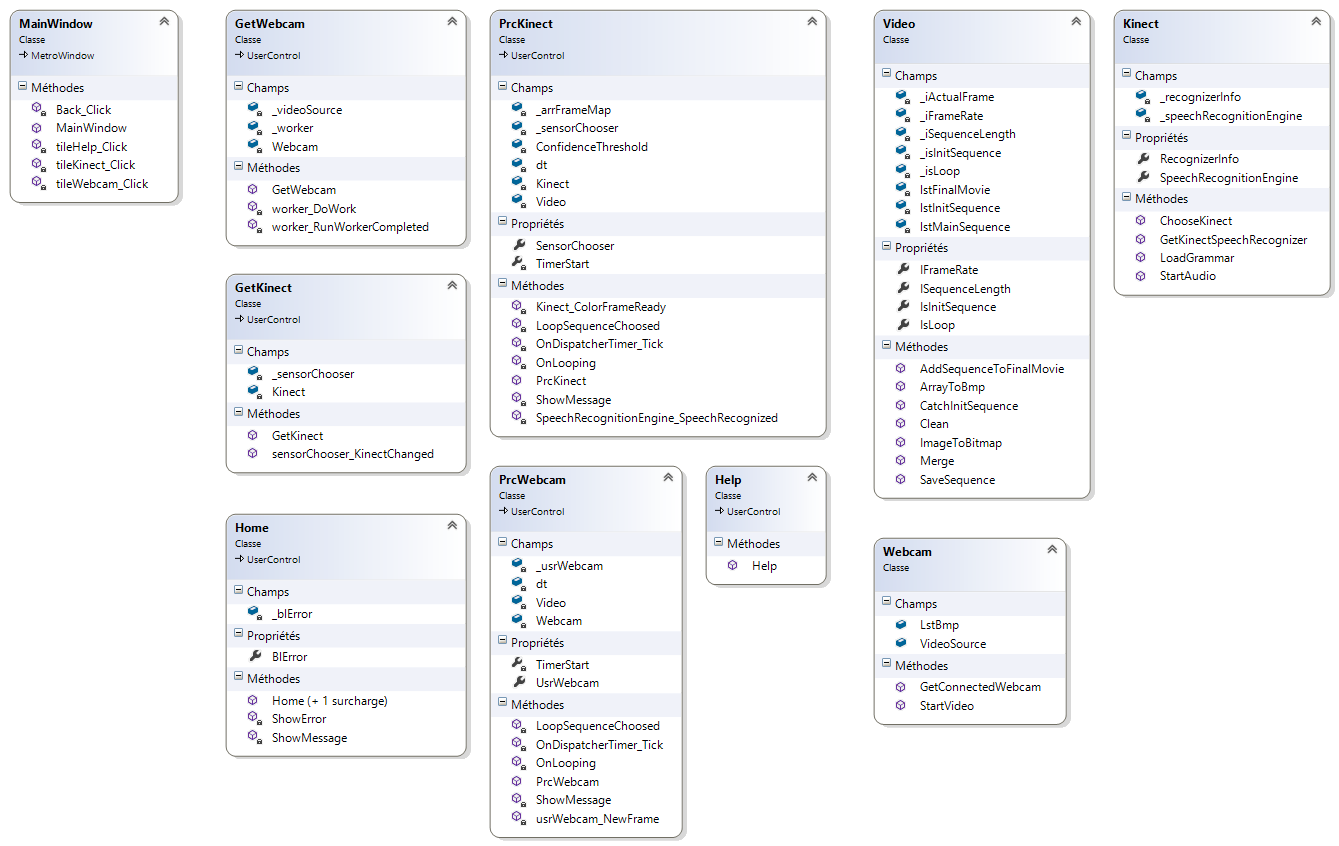 MainWindow
Classe
MetroWindow
Méthodes
Back_Click
MainWindow
tileHelp_Click
tileKinect_Click
tileWebcam_Click
GetWebcam
Classe
UserControl
Champs
_videoSource
_worker
Webcam
Méthodes
GetWebcam
worker_DoWork
worker_RunWorkerCompleted
GetKinect
Classe
UserControl
Champs
_sensorChooser
Kinect
Méthodes
GetKinect
sensorChooser_KinectChanged
Home
Classe
UserControl
Champs
_blError
Propriétés
BlError
Méthodes
Home (+ 1 surcharge)
ShowError
ShowMessage
PrcKinect
Classe
UserControl
Champs
_arrFrameMap
_sensorChooser
ConfidenceThreshold
dt
Kinect
Video
Propriétés
SensorChooser
TimerStart
Méthodes
Kinect_ColorFrameReady
LoopSequenceChoosed
OnDispatcherTimer_Tick
OnLooping
PrcKinect
ShowMessage
SpeechRecognitionEngine_SpeechRecognized
PrcWebcam
Classe
UserControl
Champs
_usrWebcam
dt
Video
Webcam
Propriétés
TimerStart
UsrWebcam
Méthodes
LoopSequenceChoosed
OnDispatcherTimer_Tick
OnLooping
PrcWebcam
ShowMessage
usrWebcam_NewFrame
Help
Classe
UserControl
Méthodes
Help
Video
Classe
Champs
_iActualFrame
_iFrameRate
_iSequenceLength
_isInitSequence
_isLoop
lstFinalMovie
lstInitSequence
lstMainSequence
Propriétés
IFrameRate
ISequenceLength
IsInitSequence
IsLoop
Méthodes
AddSequenceToFinalMovie
ArrayToBmp
CatchInitSequence
Clean
ImageToBitmap
Merge
SaveSequence
Webcam
Classe
Champs
LstBmp
VideoSource
Méthodes
GetConnectedWebcam
StartVideo
Kinect
Classe
Champs
_recognizerInfo
_speechRecognitionEngine
Propriétés
RecognizerInfo
SpeechRecognitionEngine
Méthodes
ChooseKinect
GetKinectSpeechRecognizer
LoadGrammar
StartAudio